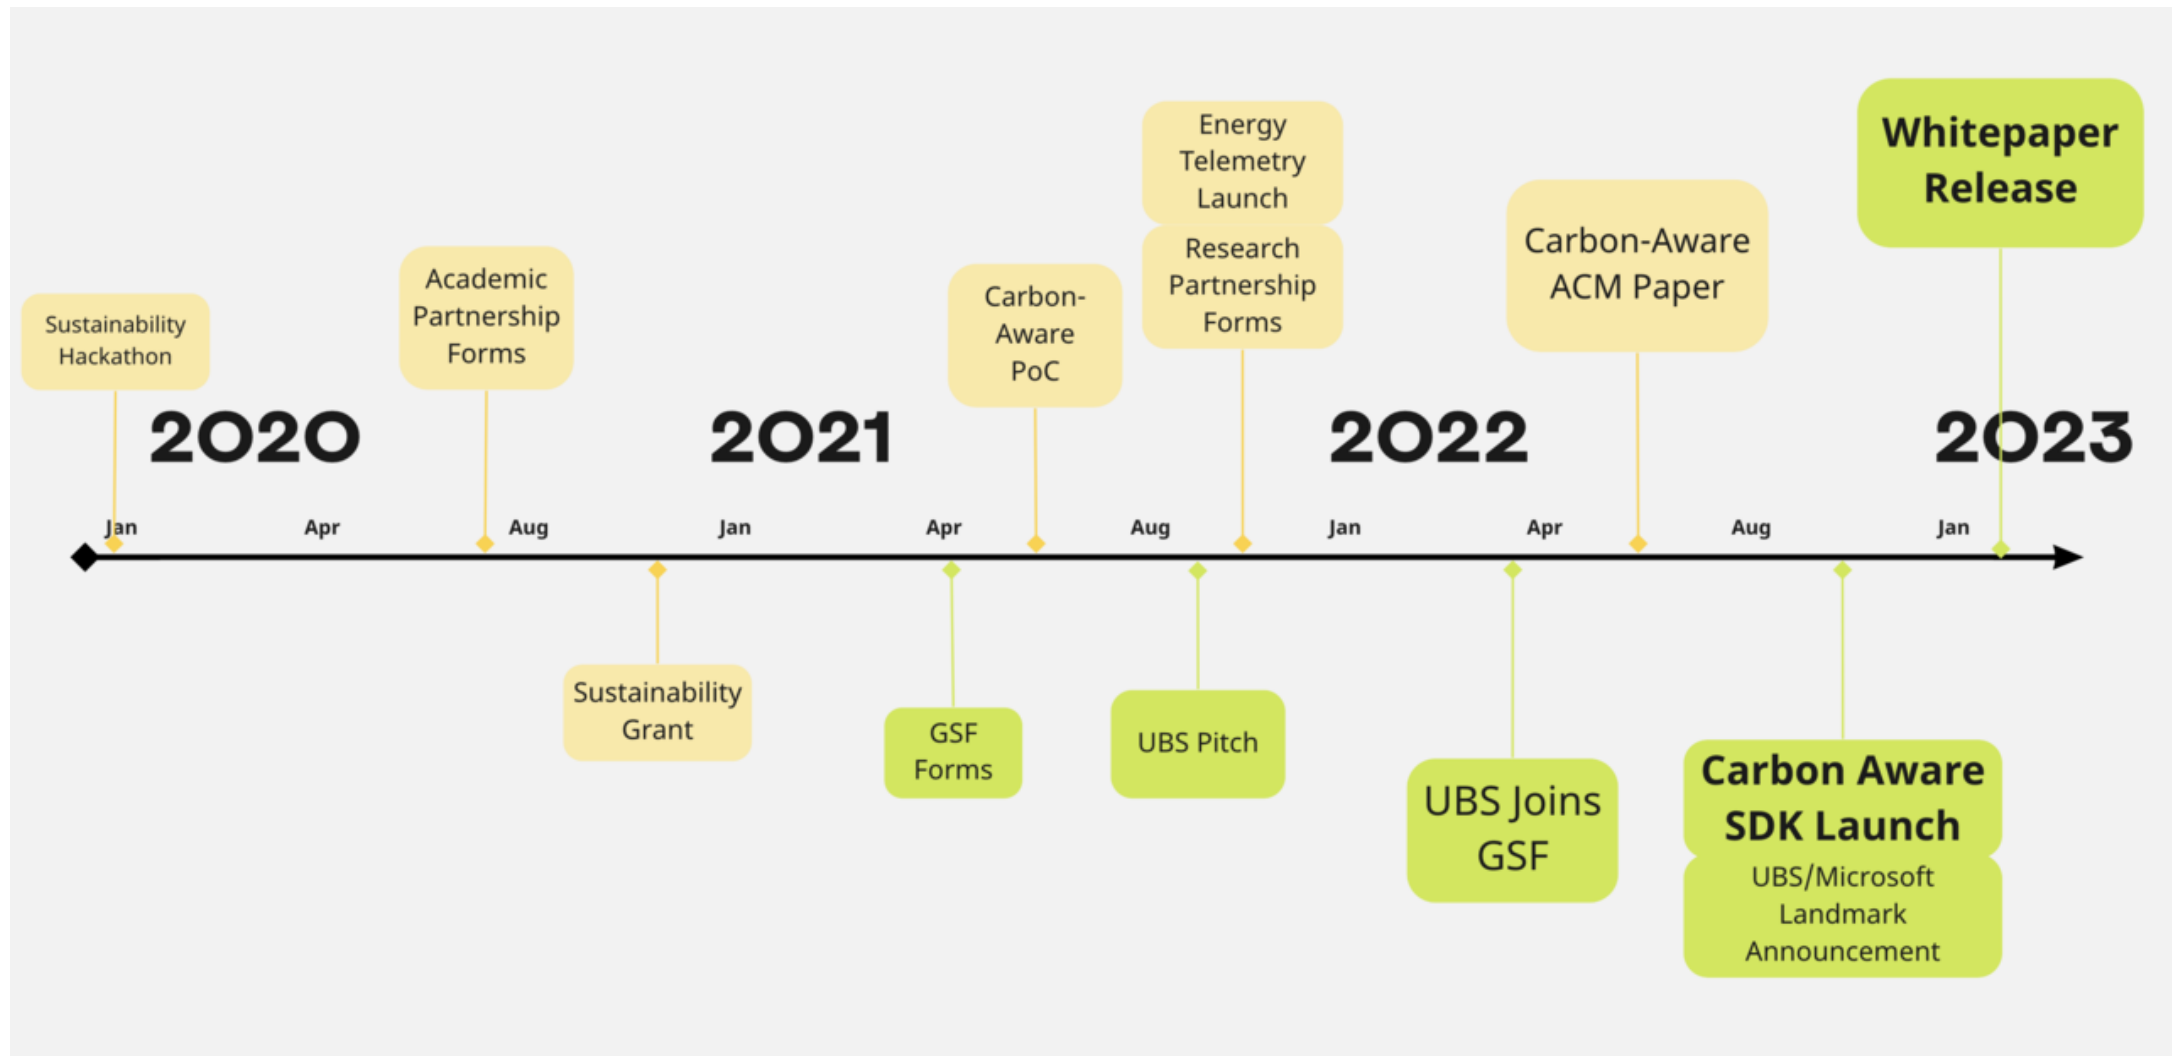 Whitepaper
Release
Energy
Telemetry
Launch
Research
Partnership
Forms
Carbon-Aware
ACM Paper
Academic
Partnership
Forms
Carbon-
Aware
PoC
Sustainability
Hackathon
2020
2021
2022
2023
Jan
Apr
Aug
Jan
Apr
Aug
Jan
Apr
Aug
Jan
Sustainability
Grant
GSF
Forms
UBS Pitch
UBS Joins
GSF
Carbon Aware
SDK Launch
UBS/Microsoft
Landmark
Announcement